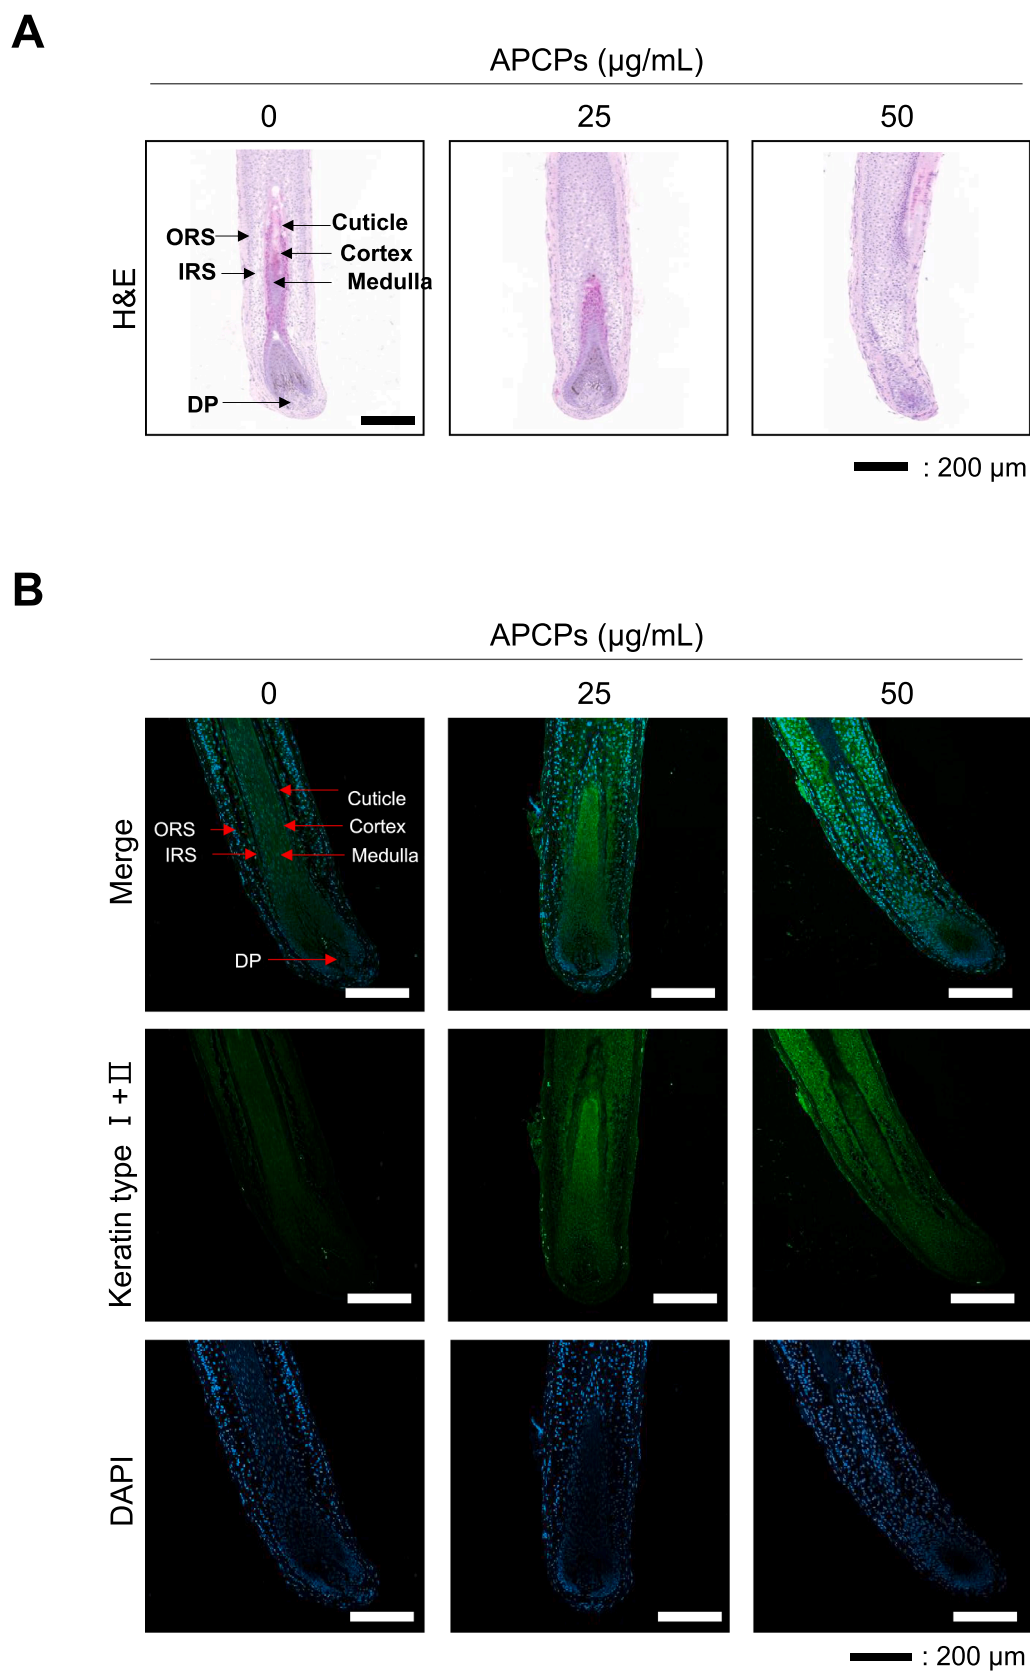 A
APCPs (μg/mL)
0 25 50
H&E
ORS
IRS
DP
Cuticle
Cortex
Medulla
: 200 μm
B
APCPs (μg/mL)
0 25 50
Merge
ORS
IRS
DP
Cuticle
Cortex
Medulla
Keratin type Ⅰ+Ⅱ
DAPI
: 200 μm